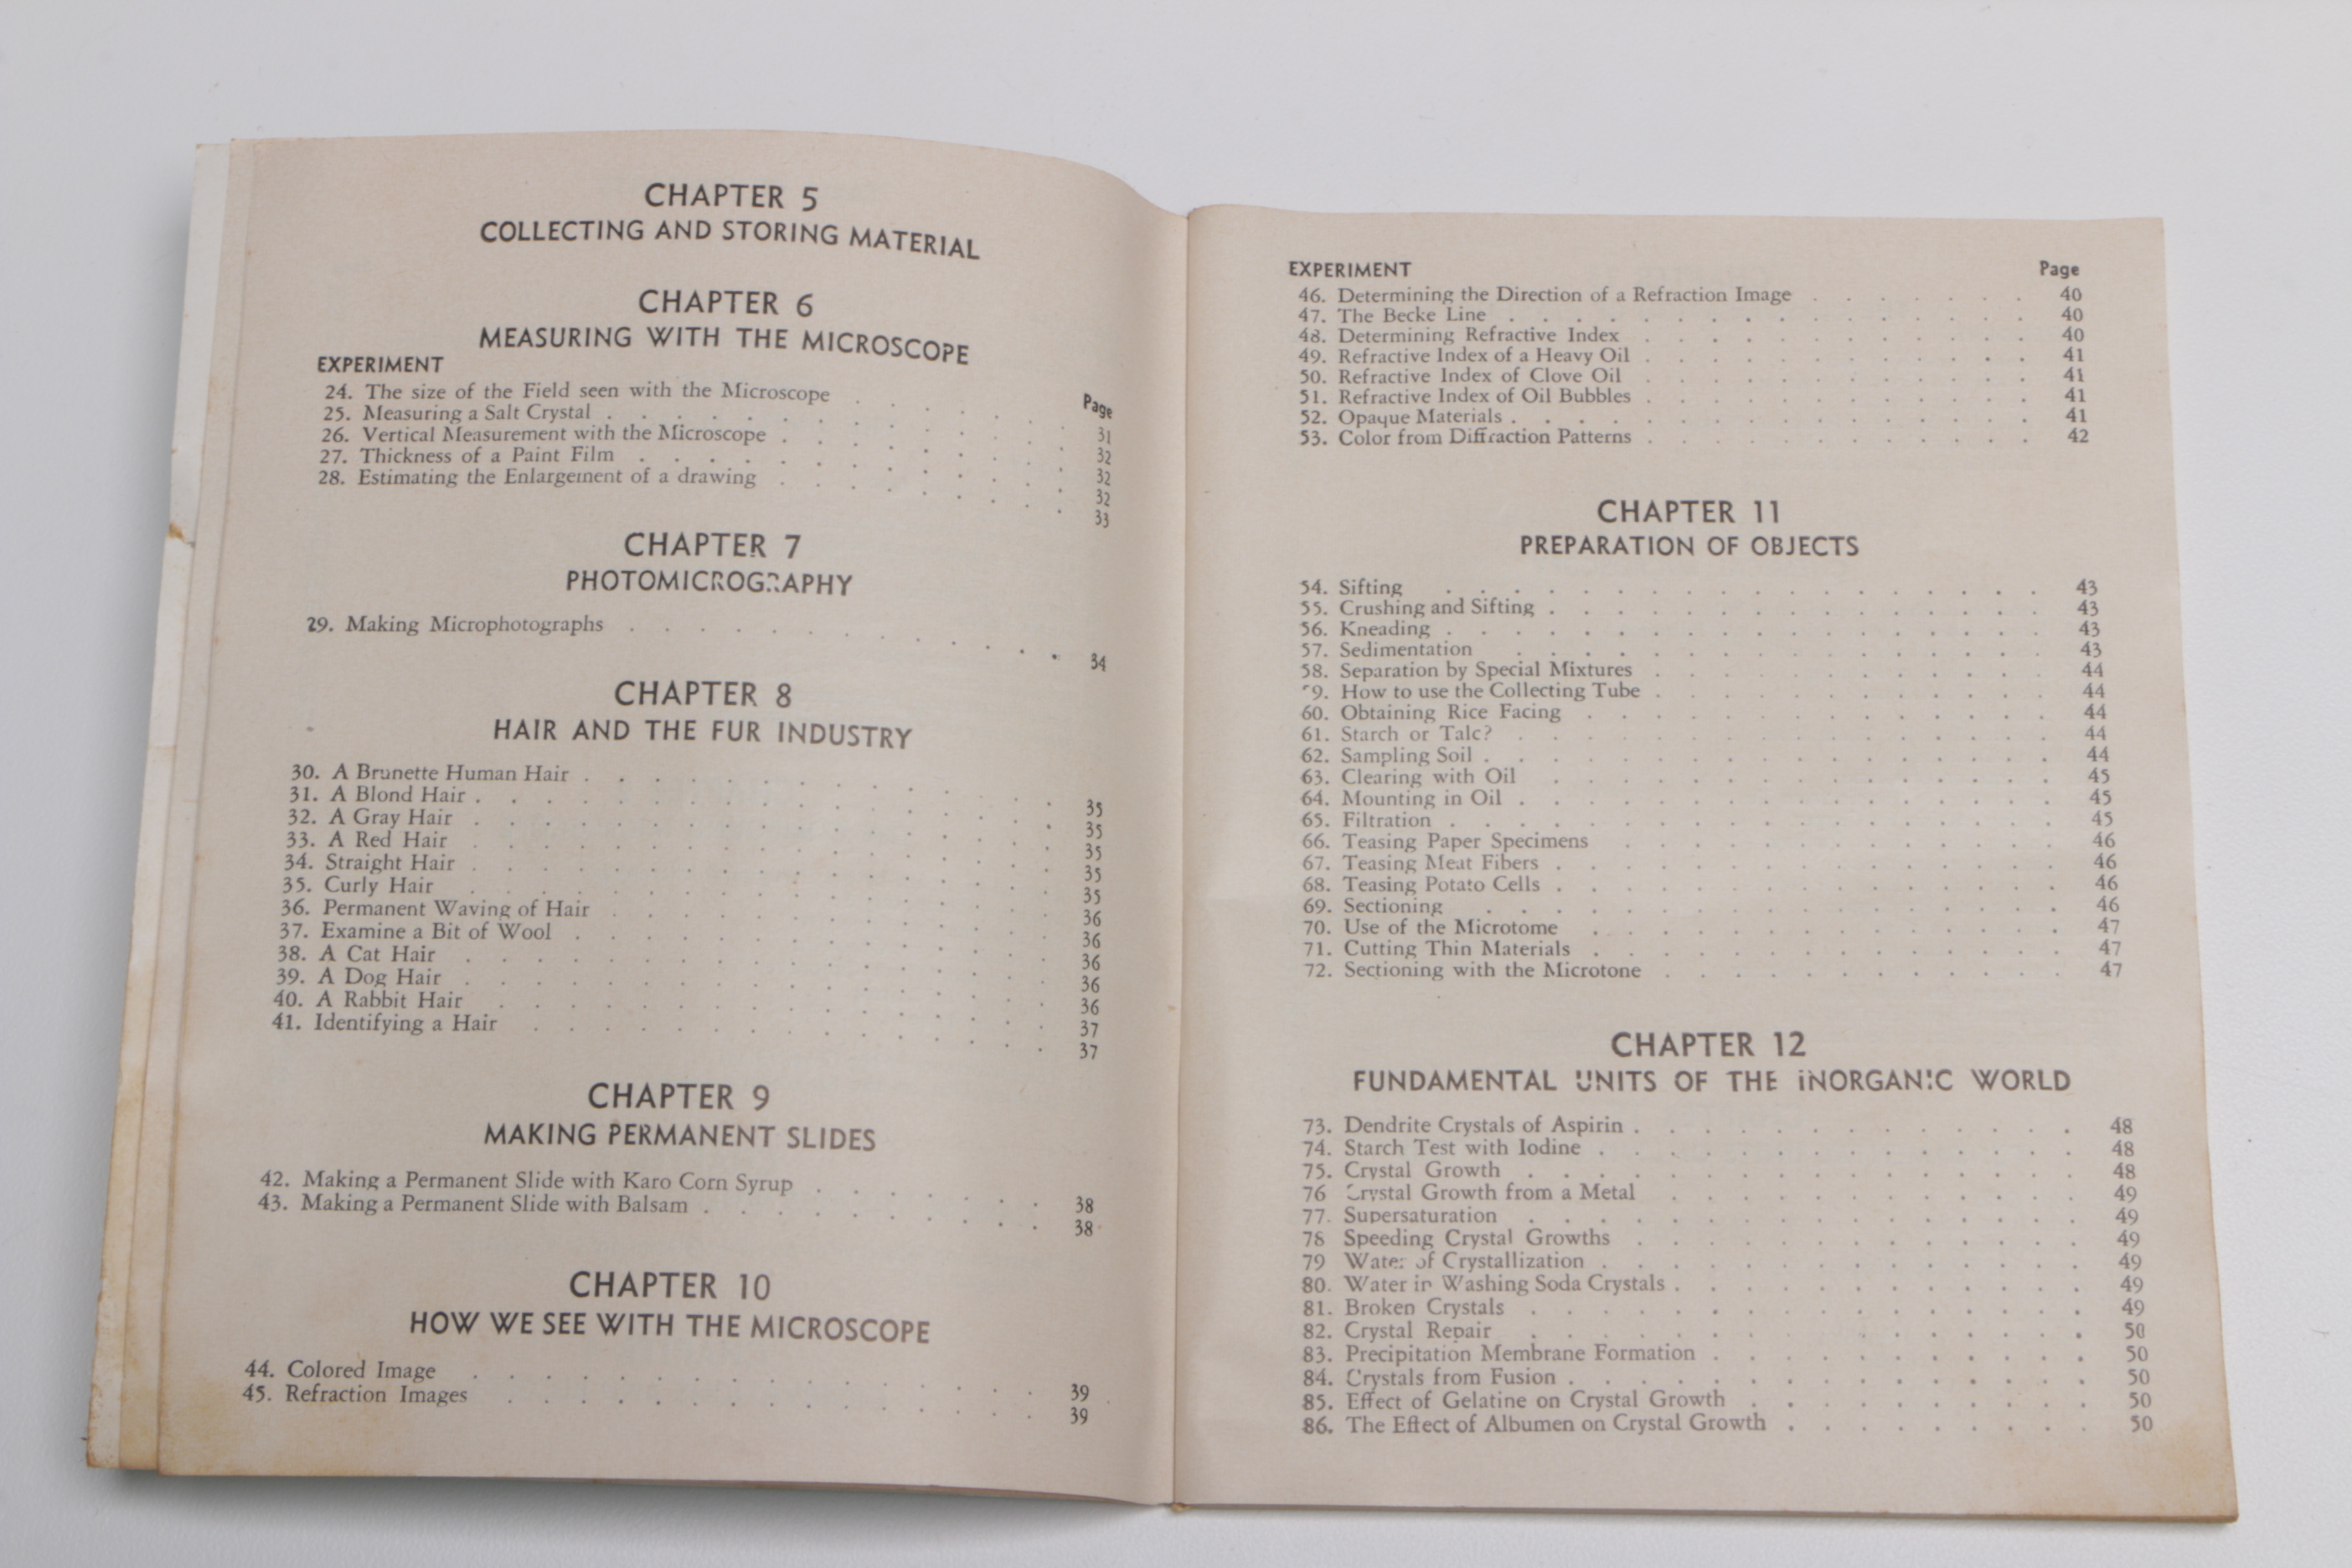 CHAPTER 5
COLLECTING AND STORING MATERIAL
CHAPTER 6
MEASURING WITH THE MICROSCOPE
EXPERIMENT Page
24. The size of the Field seen with the Microscope . . . . . . 31
25. Measuring a Salt Crystal . . . . . . . . . . 32
26. Vertical Measurement with the Microscope . . . . . . . 32
27. Thickness of a Paint Film . . . . . . . . . . 32
28. Estimating the Enlargement of a drawing . . . . . . . 33
CHAPTER 7
PHOTOMICROGRAPHY
29. Making Microphotographs . . . . . . . . . . 34
CHAPTER 8
HAIR AND THE FUR INDUSTRY
30. A Brunette Human Hair . . . . . . . . . . 35
31. A Blond Hair . . . . . . . . . . 35
32. A Gray Hair . . . . . . . . . . 35
33. A Red Hair . . . . . . . . . . 35
34. Straight Hair . . . . . . . . . . 35
35. Curly Hair . . . . . . . . . . 36
36. Permanent Waving of Hair . . . . . . . . . . 36
37. Examine a Bit of Wool . . . . . . . . . . 36
38. A Cat Hair . . . . . . . . . . 36
39. A Dog Hair . . . . . . . . . . 36
40. A Rabbit Hair . . . . . . . . . . 37
41. Identifying a Hair . . . . . . . . . . 37
CHAPTER 9
MAKING PERMANENT SLIDES
42. Making a Permanent Slide with Karo Corn Syrup . . . . . . 38
43. Making a Permanent Slide with Balsam . . . . . . . . 38
CHAPTER 10
HOW WE SEE WITH THE MICROSCOPE
44. Colored Image . . . . . . . . . . 39
45. Refraction Images . . . . . . . . . . 39
EXPERIMENT Page
46. Determining the Direction of a Refraction Image . . . . . . . 40
47. The Becke Line . . . . . . . . . . 40
48. Determining Refractive Index . . . . . . . . . . 40
49. Refractive Index of a Heavy Oil . . . . . . . . . . 41
50. Refractive Index of Clove Oil . . . . . . . . . . 41
51. Refractive Index of Oil Bubbles . . . . . . . . . . 41
52. Opaque Materials . . . . . . . . . . 41
53. Color from Diffraction Patterns . . . . . . . . . . 42
CHAPTER 11
PREPARATION OF OBJECTS
54. Sifting . . . . . . . . . . 43
55. Crushing and Sifting . . . . . . . . . . 43
56. Kneading . . . . . . . . . . 43
57. Sedimentation . . . . . . . . . . 43
58. Separation by Special Mixtures . . . . . . . . . . 44
9. How to use the Collecting Tube . . . . . . . . . . 44
60. Obtaining Rice Facing . . . . . . . . . . 44
61. Starch or Talc? . . . . . . . . . . 44
62. Sampling Soil . . . . . . . . . . 44
63. Clearing with Oil . . . . . . . . . . 45
64. Mounting in Oil . . . . . . . . . . 45
65. Filtration . . . . . . . . . . 45
66. Teasing Paper Specimens . . . . . . . . . . 46
67. Teasing Meat Fibers . . . . . . . . . . 46
68. Teasing Potato Cells . . . . . . . . . . 46
69. Sectioning . . . . . . . . . . 46
70. Use of the Microtome . . . . . . . . . . 47
71. Cutting Thin Materials . . . . . . . . . . 47
72. Sectioning with the Microtone . . . . . . . . . . 47
CHAPTER 12
FUNDAMENTAL UNITS OF THE INORGANIC WORLD
73. Dendrite Crystals of Aspirin . . . . . . . . . . 48
74. Starch Test with Iodine . . . . . . . . . . 48
75. Crystal Growth . . . . . . . . . . 48
76 Crystal Growth from a Metal . . . . . . . . . . 49
77. Supersaturation . . . . . . . . . . 49
78 Speeding Crystal Growths . . . . . . . . . . 49
79 Water of Crystallization . . . . . . . . . . 49
80. Water in Washing Soda Crystals . . . . . . . . . . 49
81. Broken Crystals . . . . . . . . . . 49
82. Crystal Repair . . . . . . . . . . 50
83. Precipitation Membrane Formation . . . . . . . . . . 50
84. Crystals from Fusion . . . . . . . . . . 50
85. Effect of Gelatine on Crystal Growth . . . . . . . . . . 50
86. The Effect of Albumen on Crystal Growth . . . . . . . . . 50